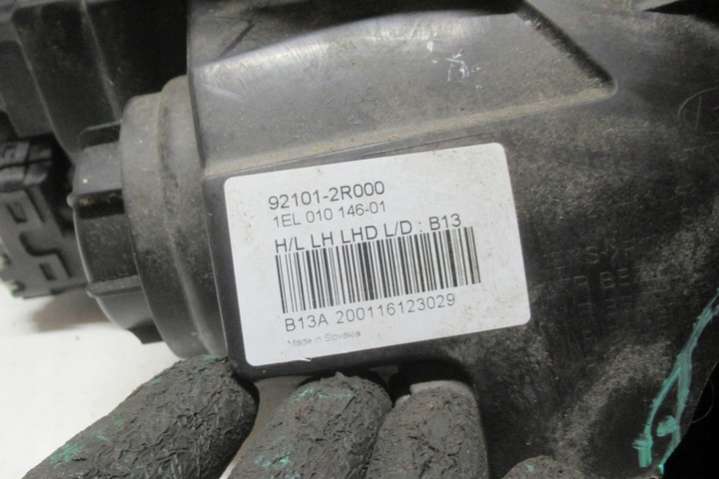 92101-2R000
1EL 010 146-01
H/L LH LHD L/D : B13
B13A 200116123029
Made in Slovakia